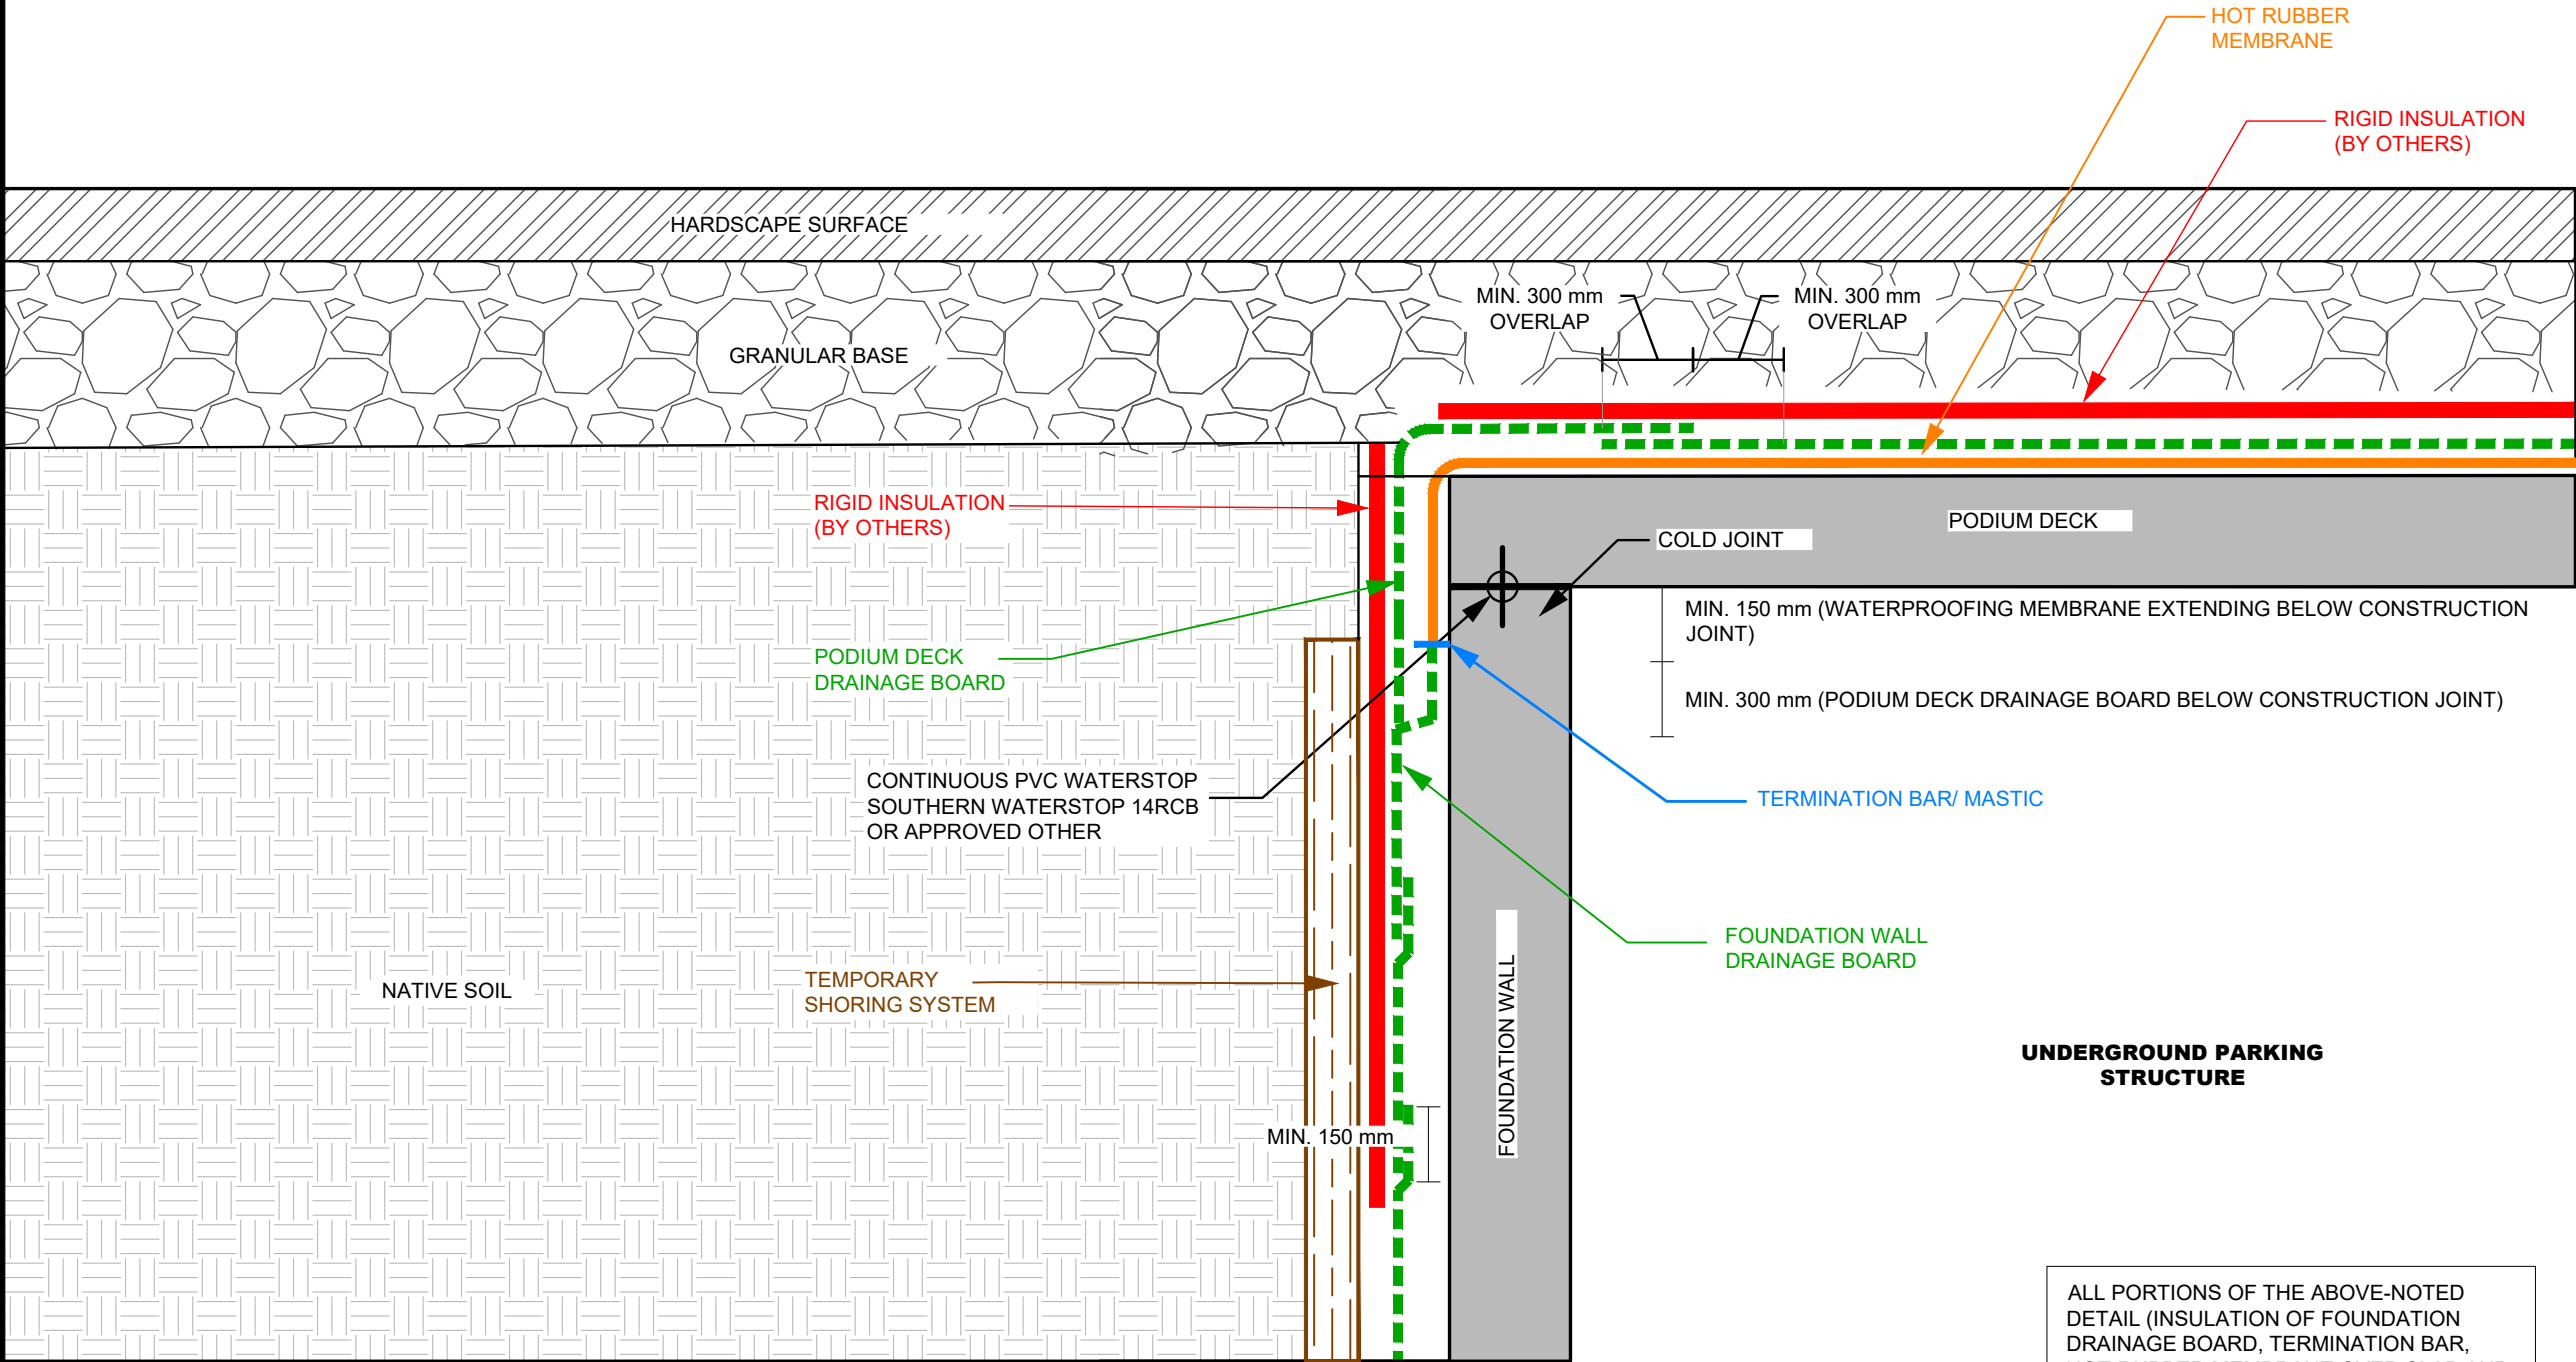 HOT RUBBER
MEMBRANE
RIGID INSULATION
(BY OTHERS)
HARDSCAPE SURFACE
MIN. 300 mm
OVERLAP
MIN. 300 mm
OVERLAP
GRANULAR BASE
RIGID INSULATION
(BY OTHERS)
PODIUM DECK
COLD JOINT
MIN. 150 mm (WATERPROOFING MEMBRANE EXTENDING BELOW CONSTRUCTION
JOINT)
PODIUM DECK
DRAINAGE BOARD
MIN. 300 mm (PODIUM DECK DRAINAGE BOARD BELOW CONSTRUCTION JOINT)
CONTINUOUS PVC WATERSTOP
SOUTHERN WATERSTOP 14RCB
OR APPROVED OTHER
TERMINATION BAR/ MASTIC
FOUNDATION WALL
DRAINAGE BOARD
NATIVE SOIL
TEMPORARY
SHORING SYSTEM
FOUNDATION WALL
UNDERGROUND PARKING
STRUCTURE
MIN. 150 mm
ALL PORTIONS OF THE ABOVE-NOTED
DETAIL (INSULATION OF FOUNDATION
DRAINAGE BOARD, TERMINATION BAR,